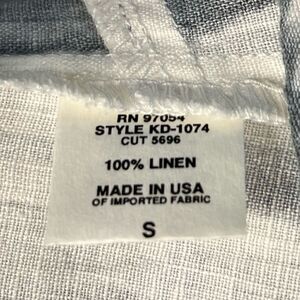 RN 97054
STYLE KD-1074
CUT 5696
100% LINEN
MADE IN USA
OF IMPORTED FABRIC
S